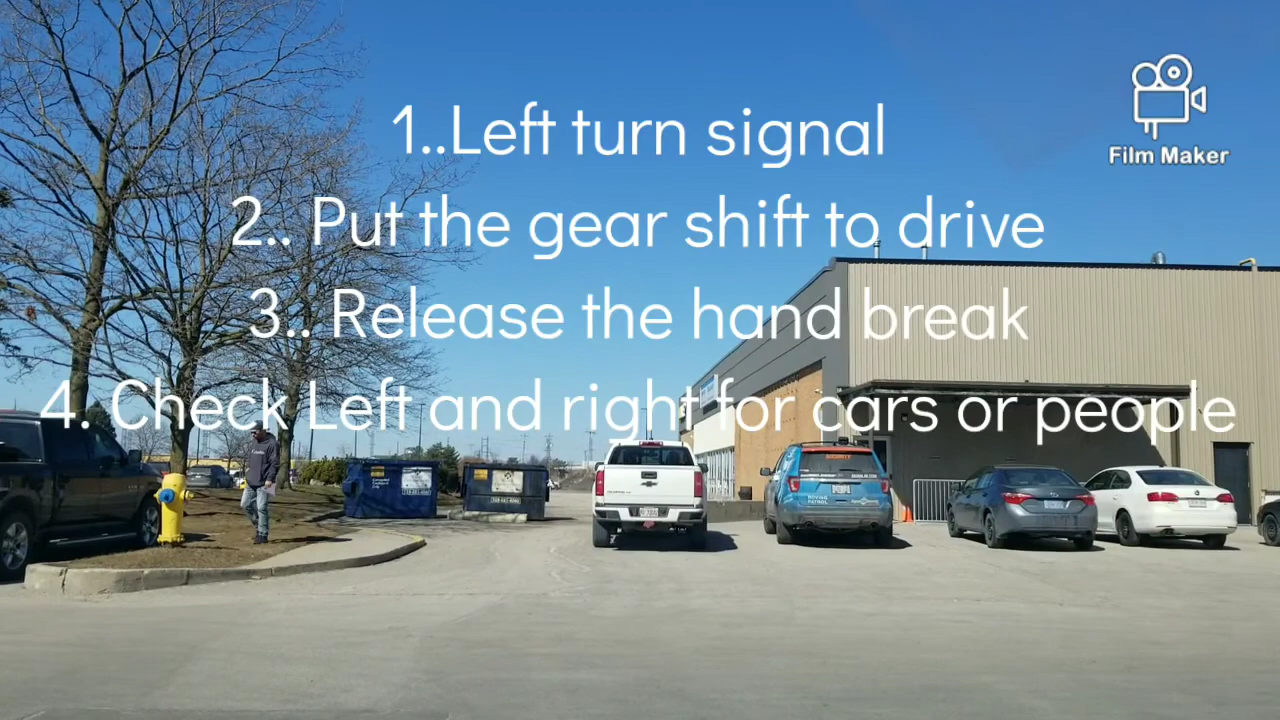 1..Left turn signal
2.. Put the gear shift to drive
3.. Release the hand break
4. Check Left and right for cars or people
Film Maker
SECURITY